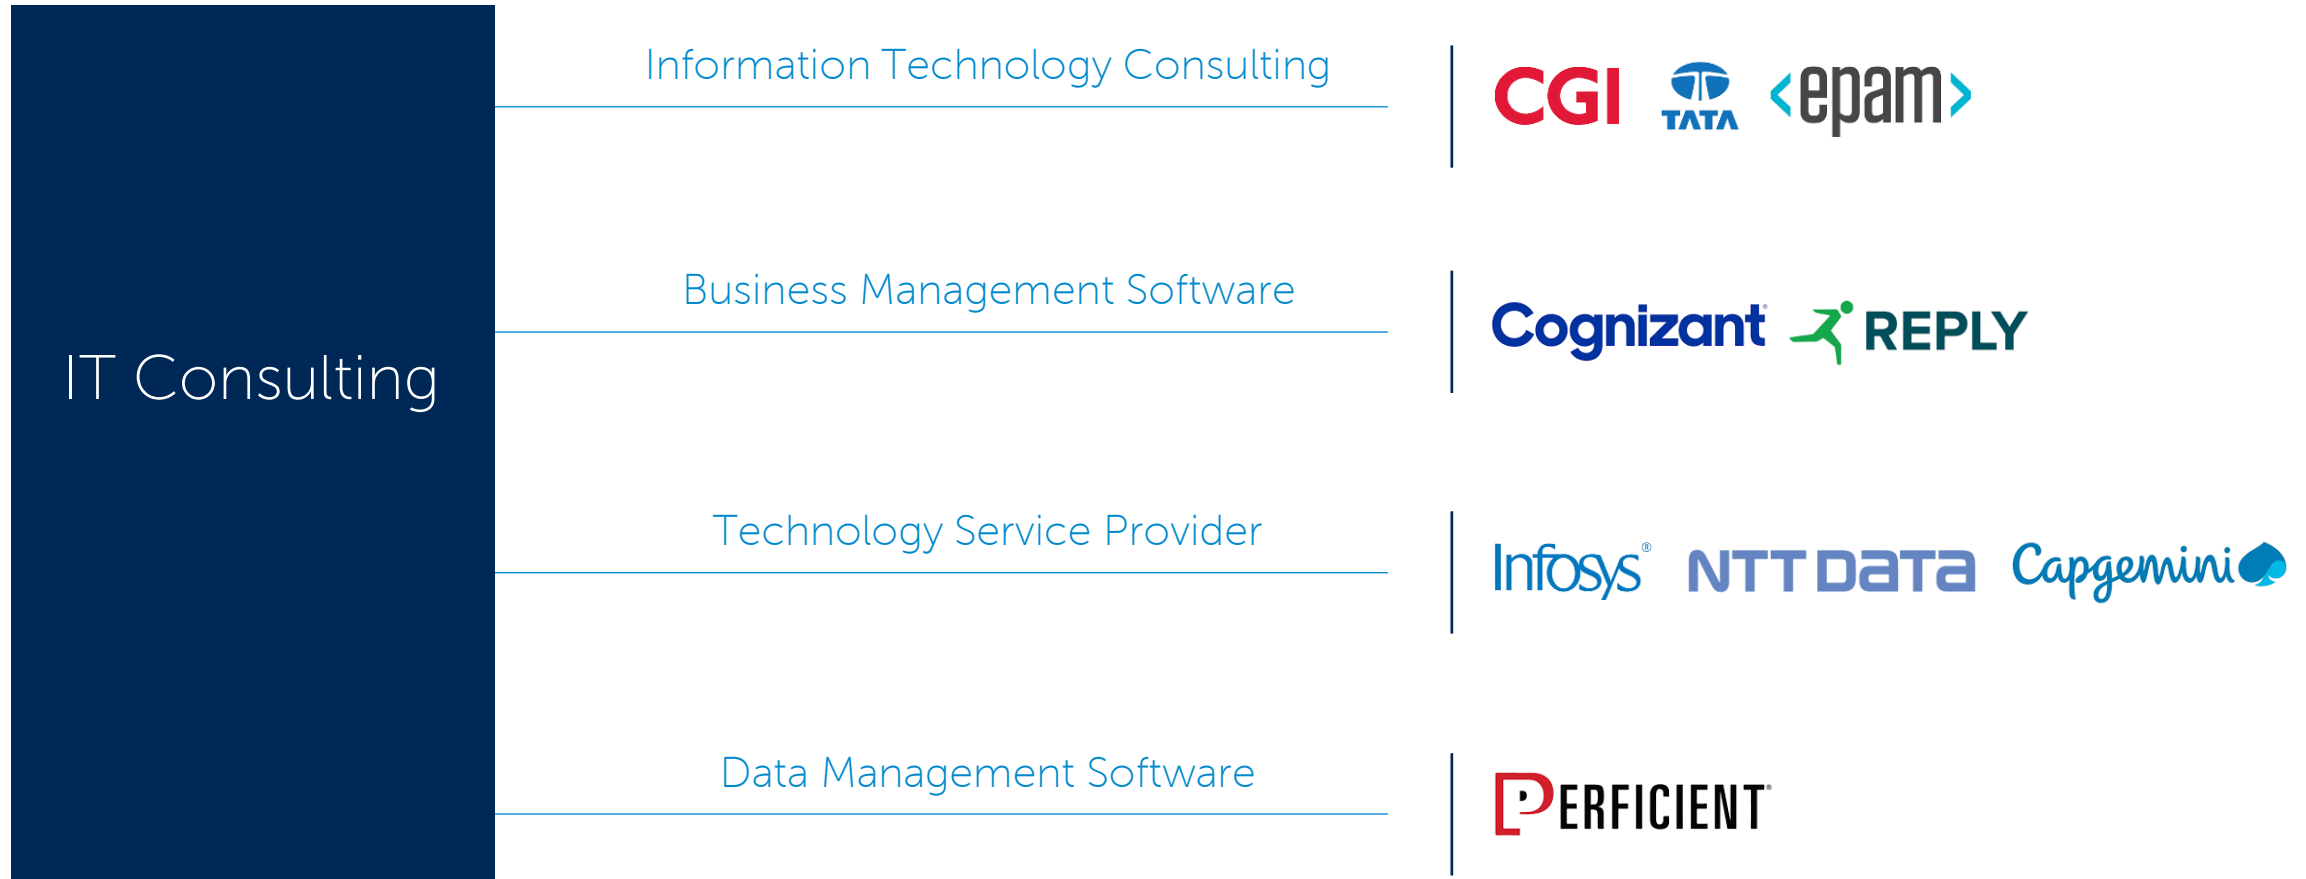 IT Consulting
Information Technology Consulting
CGI TATA <epam>
Business Management Software
Cognizant® REPLY
Technology Service Provider
Infosys® NTT DATA Capgemini
Data Management Software
PERFICIENT®